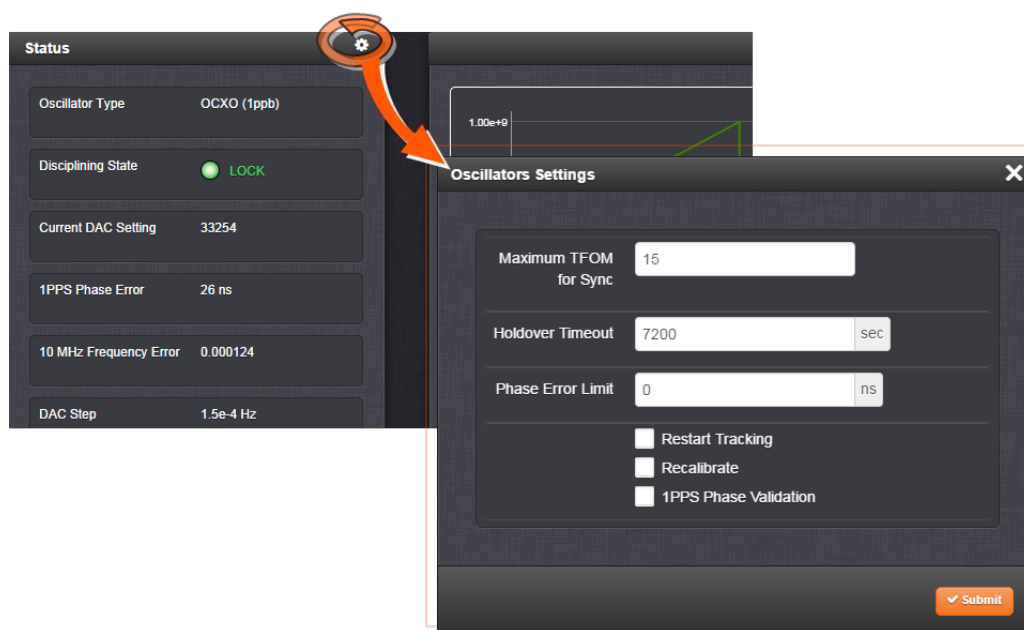 Status
Oscillator Type OCXO (1ppb)
Disciplining State LOCK
Current DAC Setting 33254
1PPS Phase Error 26 ns
10 MHz Frequency Error 0.000124
DAC Step 1.5e-4 Hz
1.00e+9
Oscillators Settings
Maximum TFOM 15
for Sync
Holdover Timeout 7200 sec
Phase Error Limit 0 ns
Restart Tracking
Recalibrate
1PPS Phase Validation
Submit